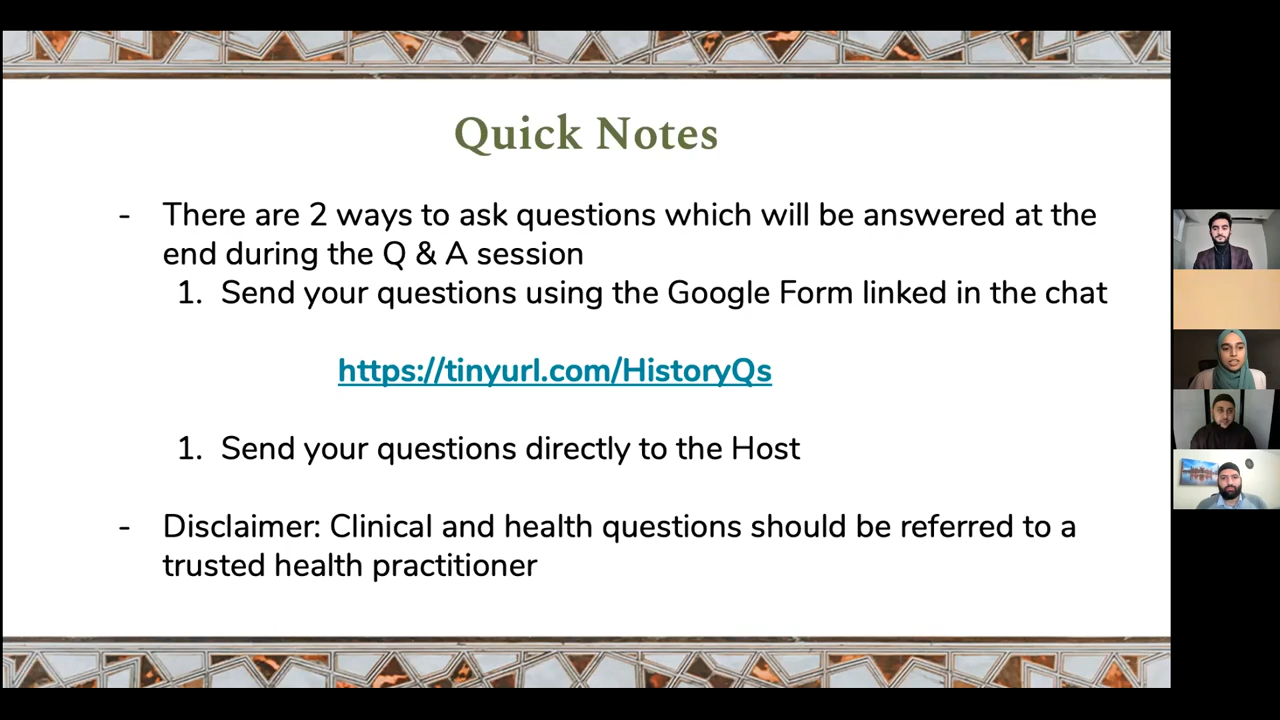 Quick Notes
- There are 2 ways to ask questions which will be answered at the
end during the Q & A session
1. Send your questions using the Google Form linked in the chat
https://tinyurl.com/HistoryQs
1. Send your questions directly to the Host
- Disclaimer: Clinical and health questions should be referred to a
trusted health practitioner